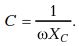 C = 1/(ωX_C).